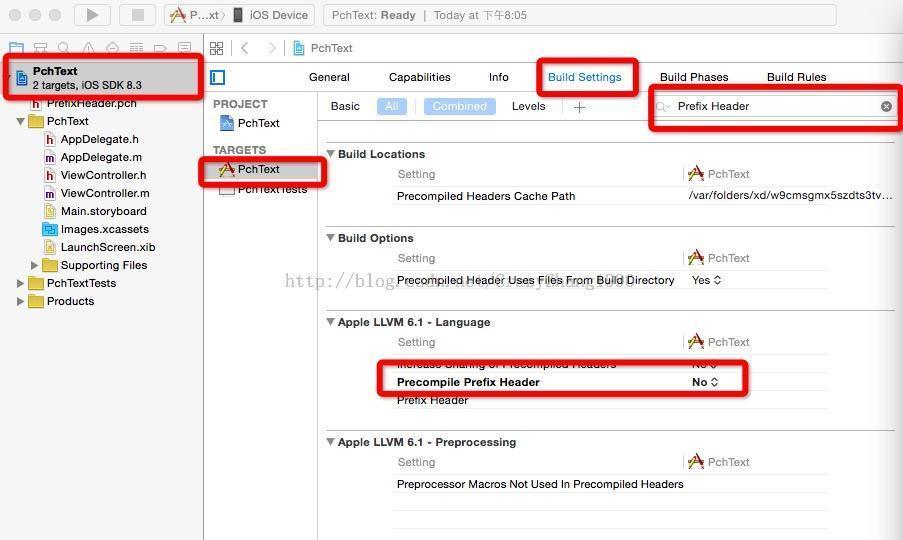 P...xt〉 iOS Device
PchText: Ready | Today at 下午8:05
PchText
PchText
2 targets, iOS SDK 8.3
PrefixHeader.pch
PchText
AppDelegate.h
AppDelegate.m
ViewController.h
ViewController.m
Main.storyboard
Images.xcassets
LaunchScreen.xib
Supporting Files
PchTextTests
Products
General Capabilities Info Build Settings Build Phases Build Rules
PROJECT
PchText
TARGETS
PchText
PchTextTests
Basic All Combined Levels + Prefix Header
Build Locations
Setting PchText
Precompiled Headers Cache Path /var/folders/xd/w9cmsgmx5szdts3tv...
Build Options
Setting PchText
Precompiled Header Uses Files From Build Directory Yes
Apple LLVM 6.1 - Language
Setting PchText
Increase Sharing of Precompiled Headers No
Precompile Prefix Header No
Prefix Header
Apple LLVM 6.1 - Preprocessing
Setting PchText
Preprocessor Macros Not Used In Precompiled Headers